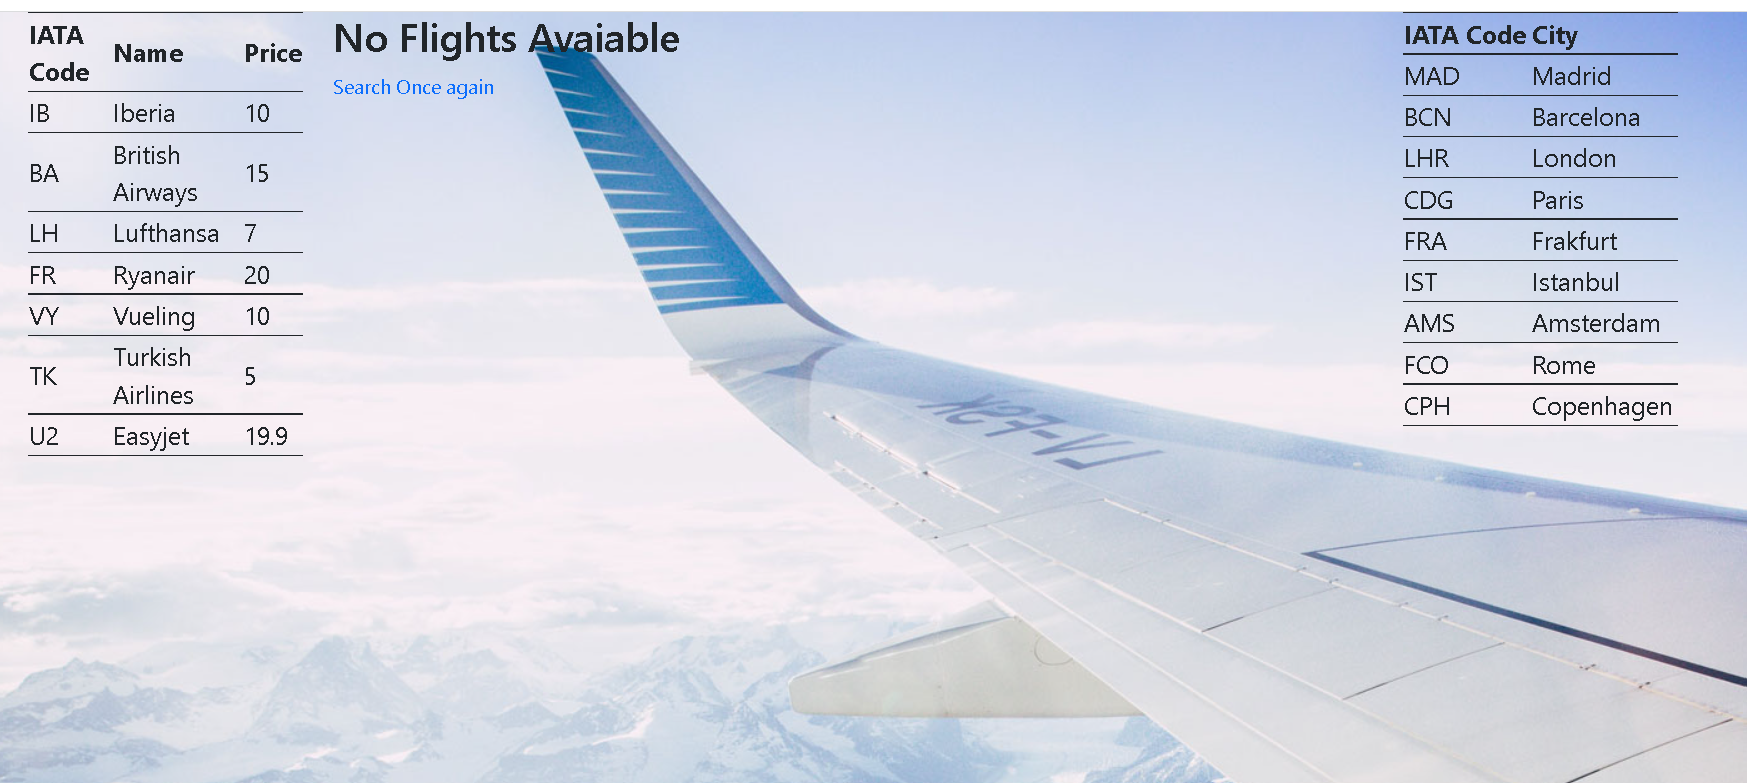 IATA
Code Name Price
IB Iberia 10
BA British
Airways 15
LH Lufthansa 7
FR Ryanair 20
VY Vueling 10
TK Turkish
Airlines 5
U2 Easyjet 19.9
No Flights Avaiable
Search Once again
IATA Code City
MAD Madrid
BCN Barcelona
LHR London
CDG Paris
FRA Frakfurt
IST Istanbul
AMS Amsterdam
FCO Rome
CPH Copenhagen
LV-FSK